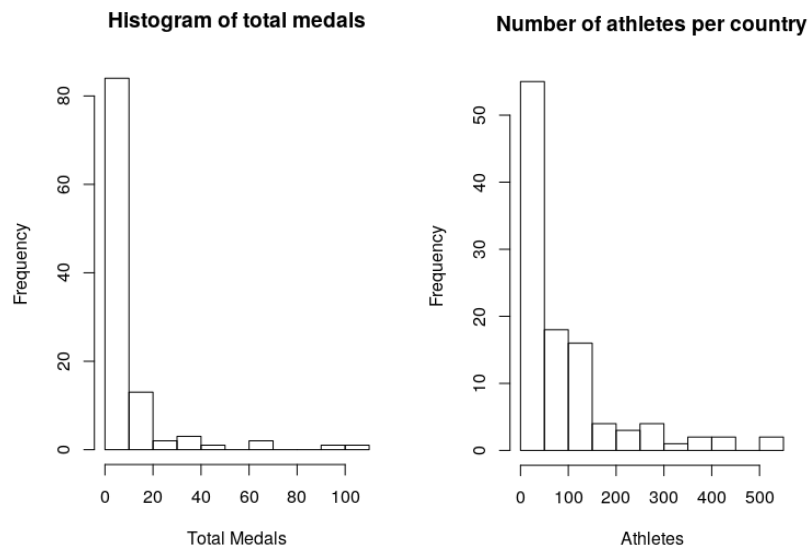 Histogram of total medals
Frequency
0
20
40
60
80
0 20 40 60 80 100
Total Medals
Number of athletes per country
Frequency
0
10
20
30
40
50
0 100 200 300 400 500
Athletes